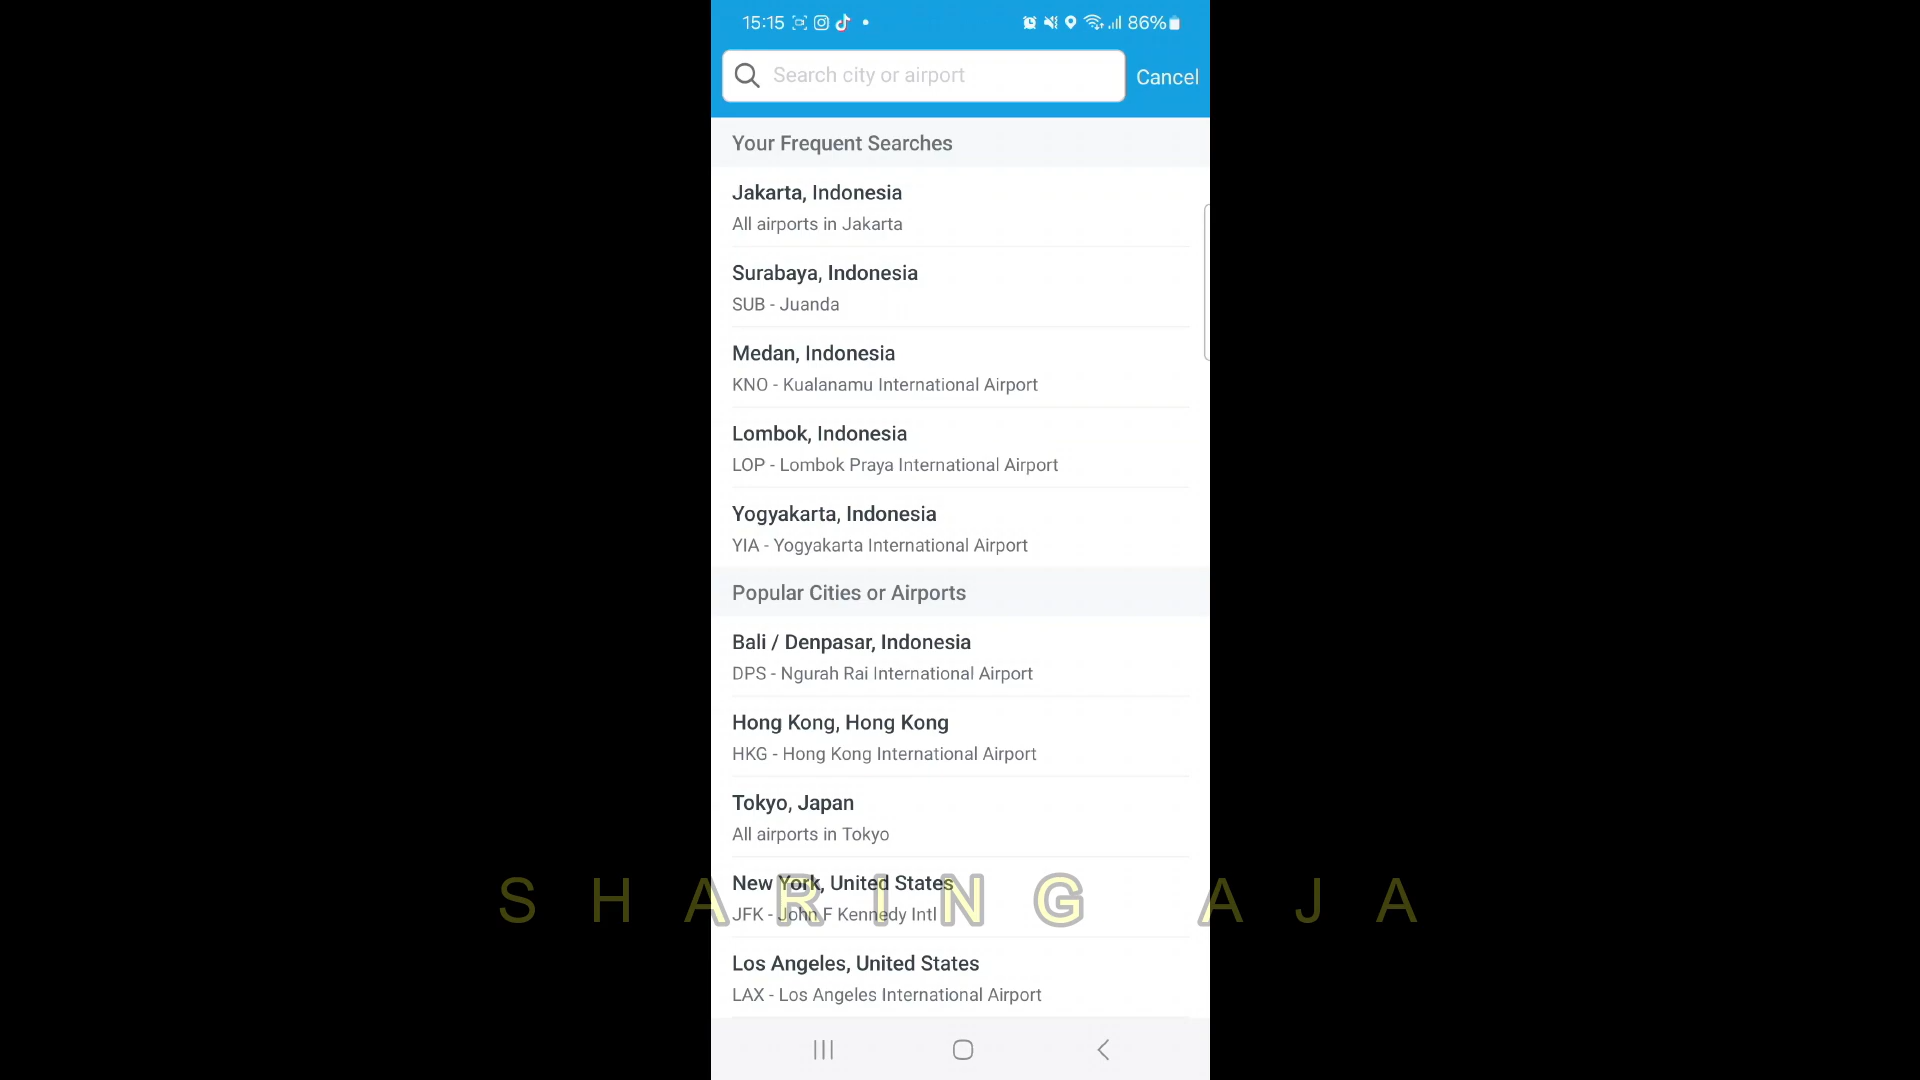 15:15
86%
Search city or airport
Cancel
Your Frequent Searches
Jakarta, Indonesia
All airports in Jakarta
Surabaya, Indonesia
SUB - Juanda
Medan, Indonesia
KNO - Kualanamu International Airport
Lombok, Indonesia
LOP - Lombok Praya International Airport
Yogyakarta, Indonesia
YIA - Yogyakarta International Airport
Popular Cities or Airports
Bali / Denpasar, Indonesia
DPS - Ngurah Rai International Airport
Hong Kong, Hong Kong
HKG - Hong Kong International Airport
Tokyo, Japan
All airports in Tokyo
New York, United States
JFK - John F Kennedy Intl
SHARING AJA
Los Angeles, United States
LAX - Los Angeles International Airport